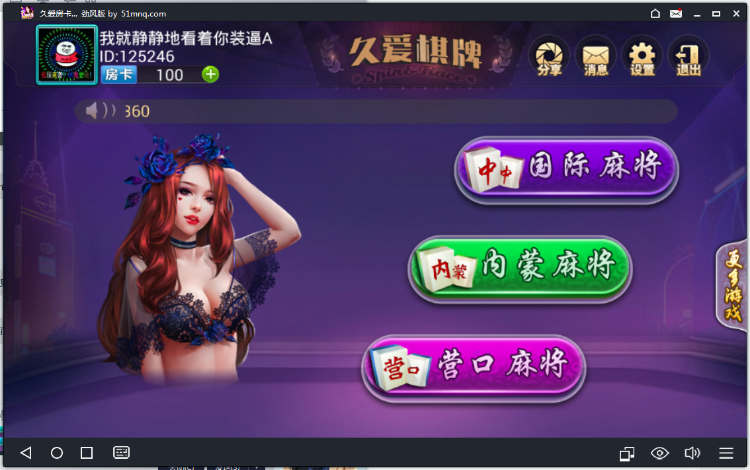 久爱房卡... 劲风版 by 51mnq.com
我就静静地看着你装逼A
ID:125246
房卡 100
久爱棋牌
分享
消息
设置
退出
360
中中 国际麻将
内蒙 内蒙麻将
营口 营口麻将
更多游戏